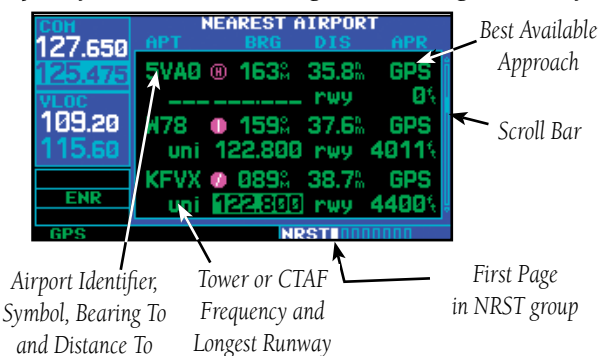 COM
NEAREST AIRPORT
127.650
APT BRG DIS APR
125.475
5VA0 H 163°M 35.8nm GPS
__ ___.___ rwy 0ft
VLOC
109.20
W78 159°M 37.6nm GPS
115.60
uni 122.800 rwy 4011ft
KFVX 089°M 38.7nm GPS
ENR
uni 122.800 rwy 4400ft
GPS
NRST
Best Available
Approach
Scroll Bar
Airport Identifier,
Symbol, Bearing To
and Distance To
Tower or CTAF
Frequency and
Longest Runway
First Page
in NRST group